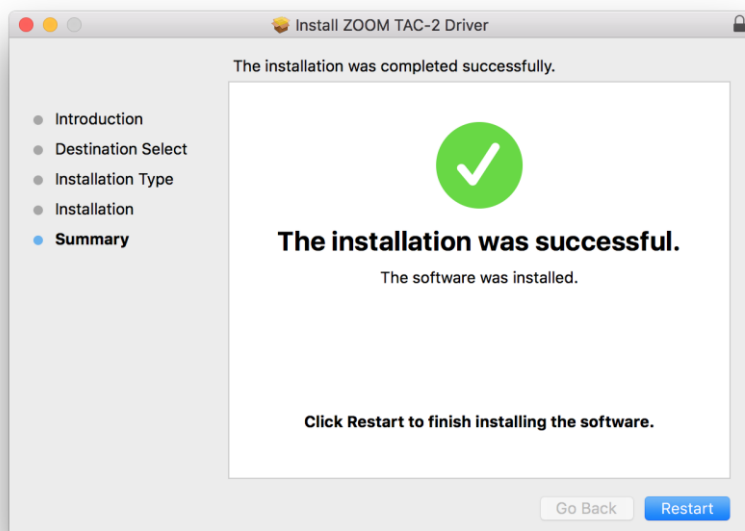 Install ZOOM TAC-2 Driver
The installation was completed successfully.
Introduction
Destination Select
Installation Type
Installation
Summary
The installation was successful.
The software was installed.
Click Restart to finish installing the software.
Go Back
Restart